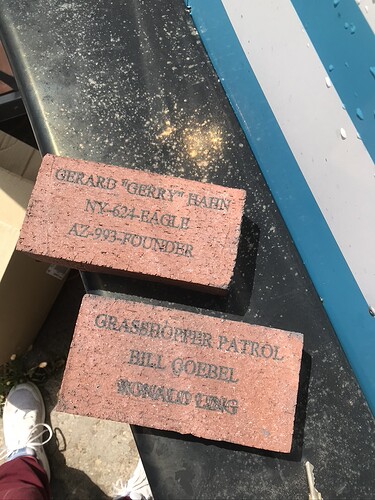 GERARD "GERRY" HAHN
NY-624-EAGLE
AZ-993-FOUNDER
GRASSHOPPER PATROL
BILL GOEBEL
RONALD LING